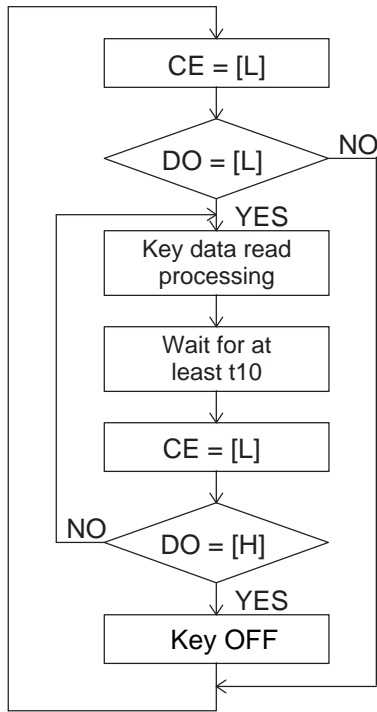 CE = [L]
DO = [L]
NO
YES
Key data read
processing
Wait for at
least t10
CE = [L]
NO
DO = [H]
YES
Key OFF